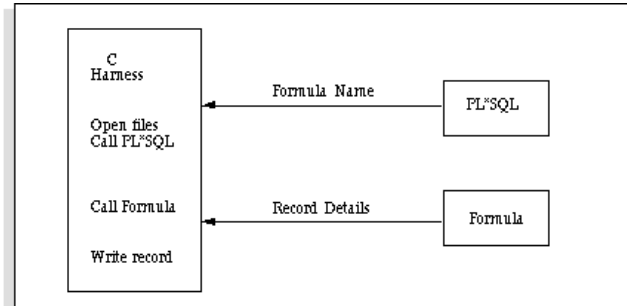 C
Harness
Formula Name
PL*SQL
Open files
Call PL*SQL
Call Formula
Record Details
Formula
Write record